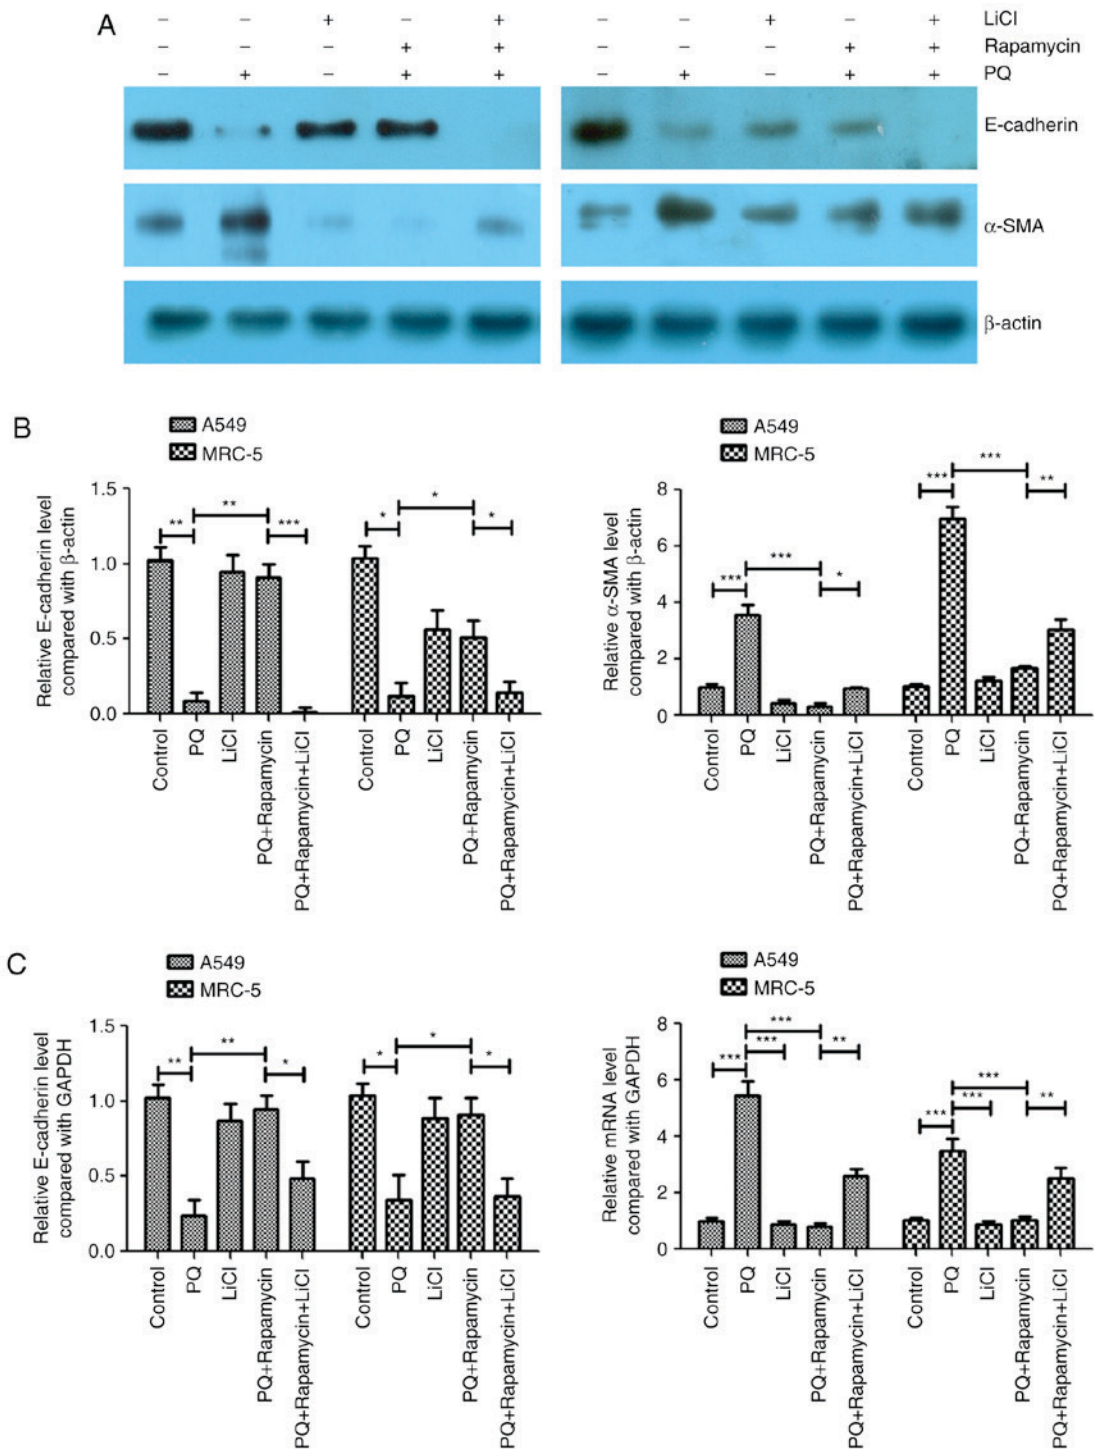 A
− − + − + − − + − + LiCl
− − − + + − − − + + Rapamycin
− + − + + − + − + + PQ
E-cadherin
α-SMA
β-actin
B
A549
MRC-5
Relative E-cadherin level
compared with β-actin
1.5
1.0
0.5
0.0
** ** *** * * *
Control
PQ
LiCl
PQ+Rapamycin
PQ+Rapamycin+LiCl
Control
PQ
LiCl
PQ+Rapamycin
PQ+Rapamycin+LiCl
A549
MRC-5
Relative α-SMA level
compared with β-actin
8
6
4
2
0
*** *** * *** *** **
Control
PQ
LiCl
PQ+Rapamycin
PQ+Rapamycin+LiCl
Control
PQ
LiCl
PQ+Rapamycin
PQ+Rapamycin+LiCl
C
A549
MRC-5
Relative E-cadherin level
compared with GAPDH
1.5
1.0
0.5
0.0
** ** * * * *
Control
PQ
LiCl
PQ+Rapamycin
PQ+Rapamycin+LiCl
Control
PQ
LiCl
PQ+Rapamycin
PQ+Rapamycin+LiCl
A549
MRC-5
Relative mRNA level
compared with GAPDH
8
6
4
2
0
*** *** *** ** *** *** *** **
Control
PQ
LiCl
PQ+Rapamycin
PQ+Rapamycin+LiCl
Control
PQ
LiCl
PQ+Rapamycin
PQ+Rapamycin+LiCl